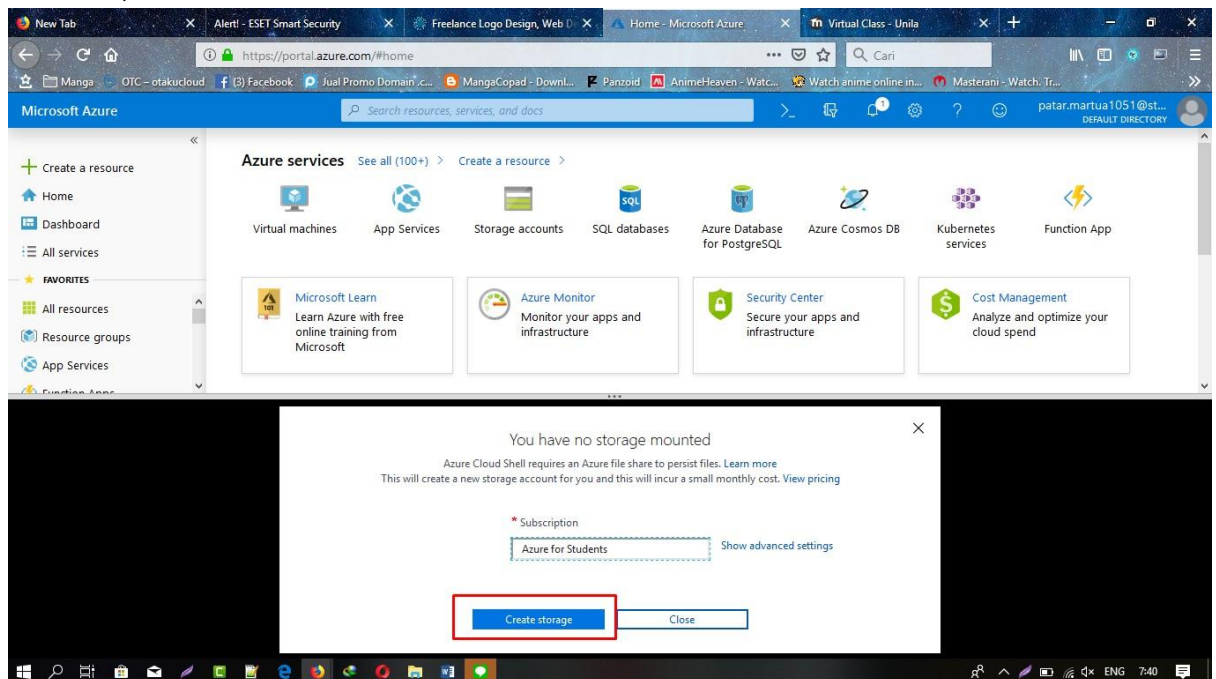 New Tab
Alert! - ESET Smart Security
Freelance Logo Design, Web D
Home - Microsoft Azure
Virtual Class - Unila
https://portal.azure.com/#home
Cari
Manga
OTC – otakucloud
(3) Facebook
Jual Promo Domain .c...
MangaCopad - Downl...
Panzoid
AnimeHeaven - Watc...
Watch anime online in...
Masterani - Watch. Tr...
Microsoft Azure
Search resources, services, and docs
1
patar.martua1051@st...
DEFAULT DIRECTORY
Create a resource
Home
Dashboard
All services
FAVORITES
All resources
Resource groups
App Services
Function Apps
Azure services See all (100+) > Create a resource >
Virtual machines
App Services
Storage accounts
SQL
SQL databases
Azure Database
for PostgreSQL
Azure Cosmos DB
Kubernetes
services
Function App
101
Microsoft Learn
Learn Azure with free
online training from
Microsoft
Azure Monitor
Monitor your apps and
infrastructure
Security Center
Secure your apps and
infrastructure
Cost Management
Analyze and optimize your
cloud spend
You have no storage mounted
Azure Cloud Shell requires an Azure file share to persist files. Learn more
This will create a new storage account for you and this will incur a small monthly cost. View pricing
* Subscription
Azure for Students
Show advanced settings
Create storage
Close
ENG 7:40